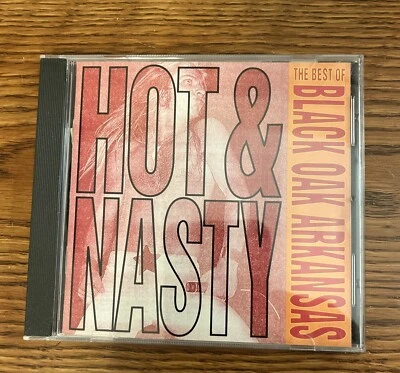 HOT &
NASTY
THE BEST OF
BLACK OAK ARKANSAS